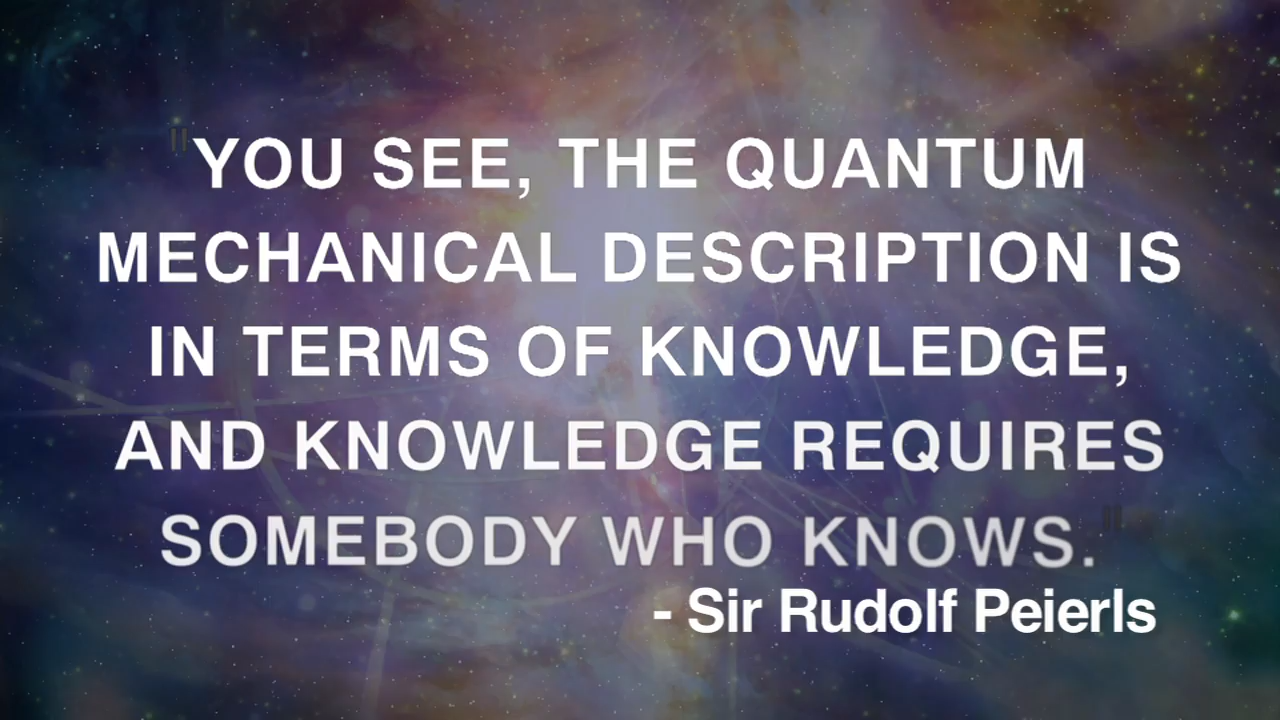 "YOU SEE, THE QUANTUM
MECHANICAL DESCRIPTION IS
IN TERMS OF KNOWLEDGE,
AND KNOWLEDGE REQUIRES
SOMEBODY WHO KNOWS."
- Sir Rudolf Peierls